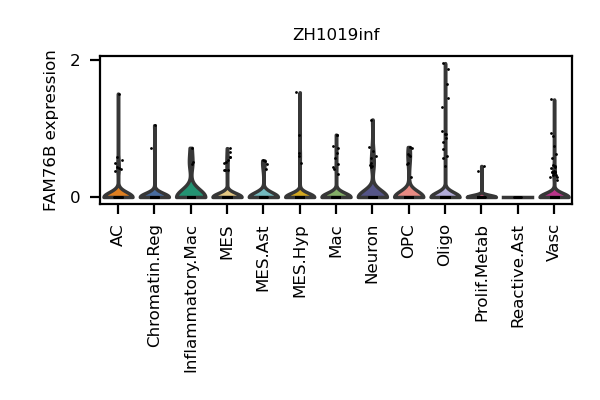 ZH1019inf
FAM76B expression
2
0
AC
Chromatin.Reg
Inflammatory.Mac
MES
MES.Ast
MES.Hyp
Mac
Neuron
OPC
Oligo
Prolif.Metab
Reactive.Ast
Vasc